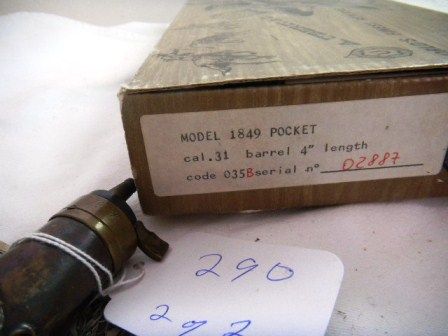 MODEL 1849 POCKET
cal.31 barrel 4" length
code 035B serial n° 02887
290
292